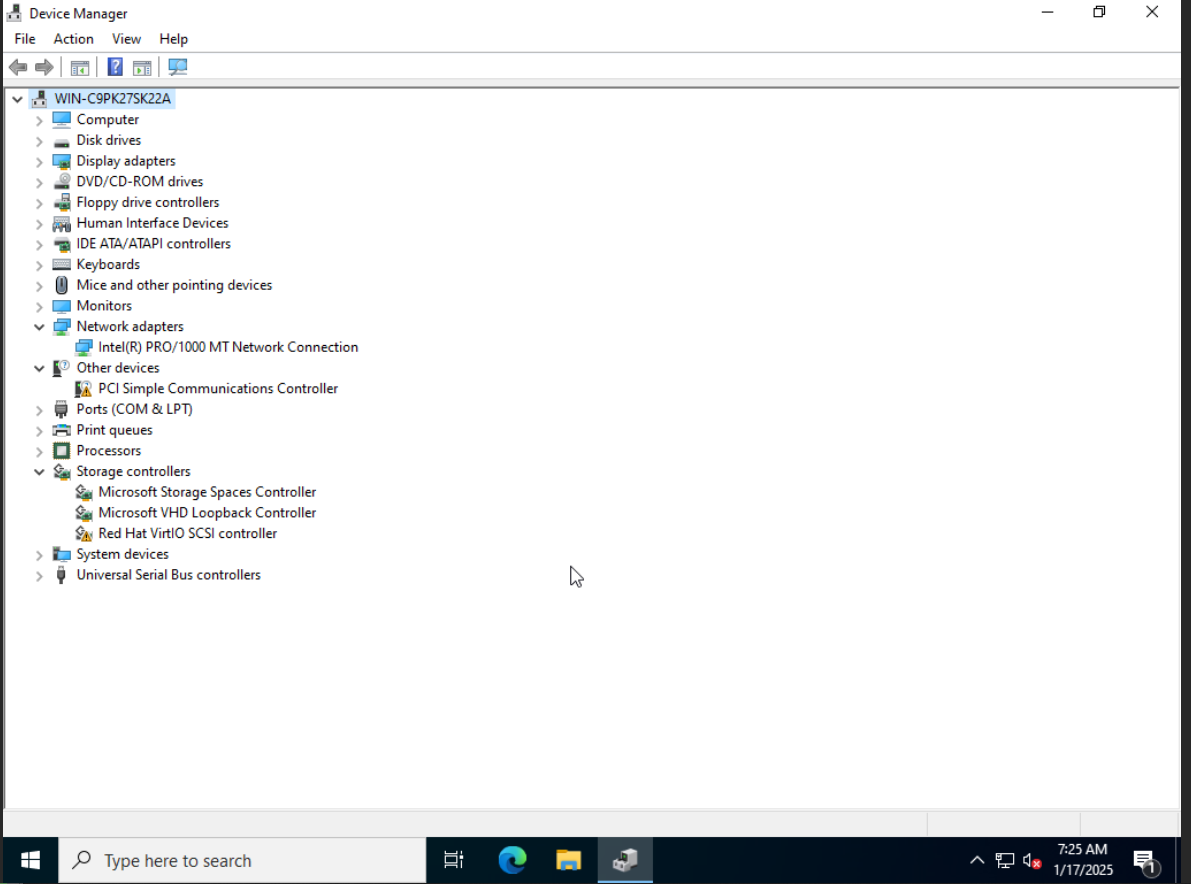 Device Manager
File Action View Help
WIN-C9PK27SK22A
Computer
Disk drives
Display adapters
DVD/CD-ROM drives
Floppy drive controllers
Human Interface Devices
IDE ATA/ATAPI controllers
Keyboards
Mice and other pointing devices
Monitors
Network adapters
Intel(R) PRO/1000 MT Network Connection
Other devices
PCI Simple Communications Controller
Ports (COM & LPT)
Print queues
Processors
Storage controllers
Microsoft Storage Spaces Controller
Microsoft VHD Loopback Controller
Red Hat VirtIO SCSI controller
System devices
Universal Serial Bus controllers
Type here to search
7:25 AM
1/17/2025
1